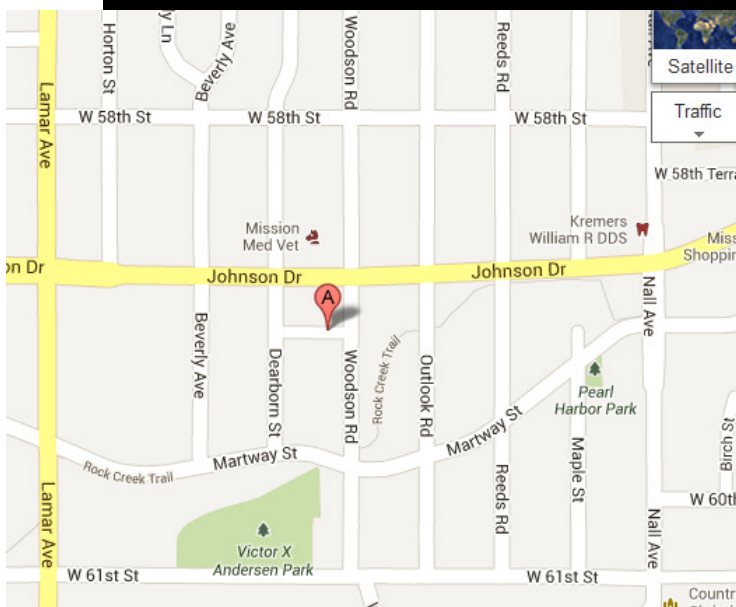 Horton St
y Ln
Beverly Ave
Woodson Rd
Reeds Rd
Nall Ave
Satellite
Traffic
Lamar Ave
W 58th St
W 58th St
W 58th St
W 58th Terra
Mission
Med Vet
Kremers
William R DDS
Miss
Shoppin
on Dr
Johnson Dr
Johnson Dr
A
Nall Ave
Beverly Ave
Dearborn St
Woodson Rd
Rock Creek Trail
Outlook Rd
Pearl
Harbor Park
Martway St
Martway St
Rock Creek Trail
Maple St
Birch St
Reeds Rd
Lamar Ave
W 60th
Nall Ave
Victor X
Andersen Park
W 61st St
W 61st St
Countr